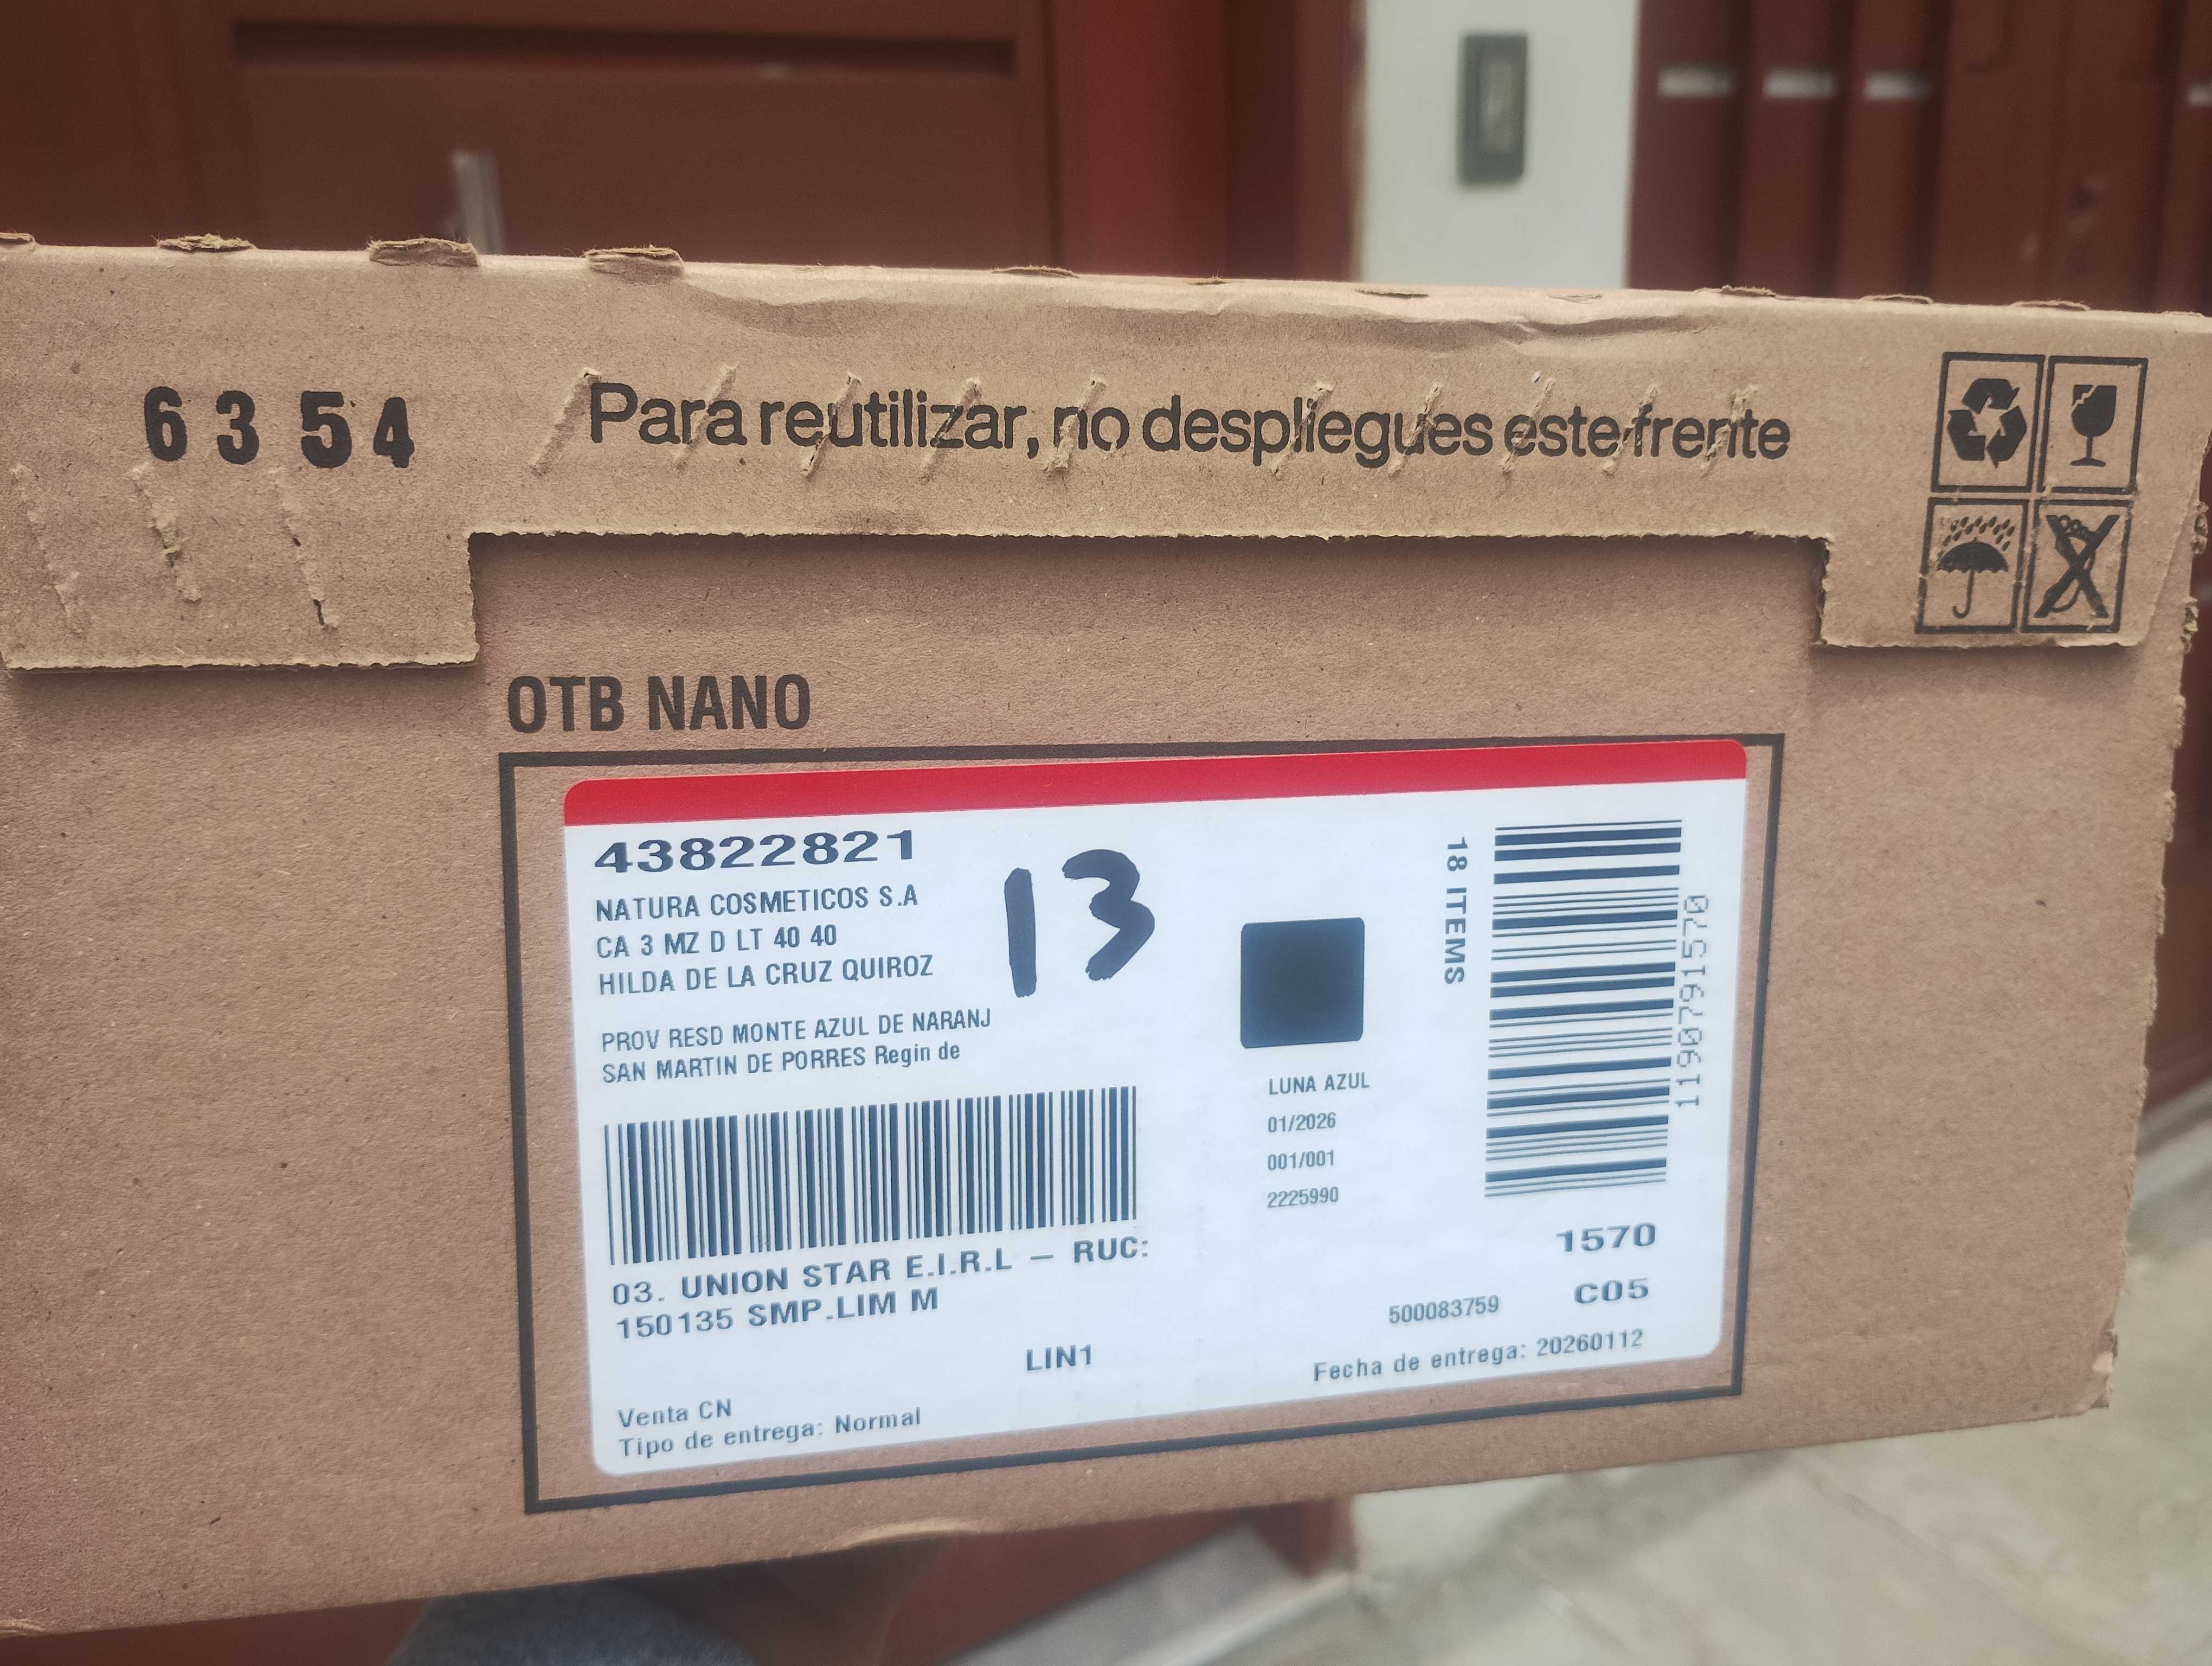 6354
Para reutilizar, no despliegues este frente
OTB NANO
43822821
NATURA COSMETICOS S.A
CA 3 MZ D LT 40 40
HILDA DE LA CRUZ QUIROZ
PROV RESD MONTE AZUL DE NARANJ
SAN MARTIN DE PORRES Regin de
13
18 ITEMS
1190791570
LUNA AZUL
01/2026
001/001
2225990
03. UNION STAR E.I.R.L – RUC:
150135 SMP.LIM M
1570
C05
500083759
LIN1
Fecha de entrega: 20260112
Venta CN
Tipo de entrega: Normal